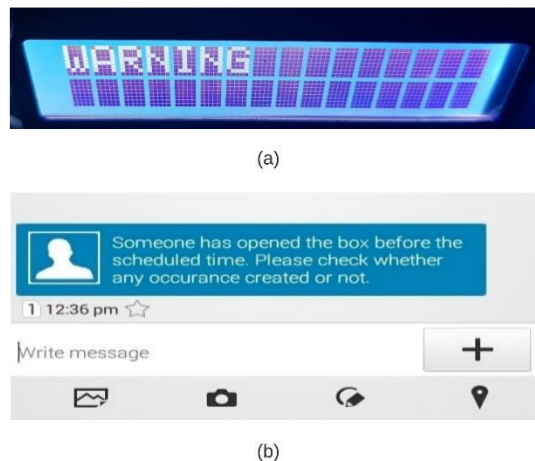 WARNING
(a)
Someone has opened the box before the
scheduled time. Please check whether
any occurance created or not.
1 12:36 pm
Write message
(b)